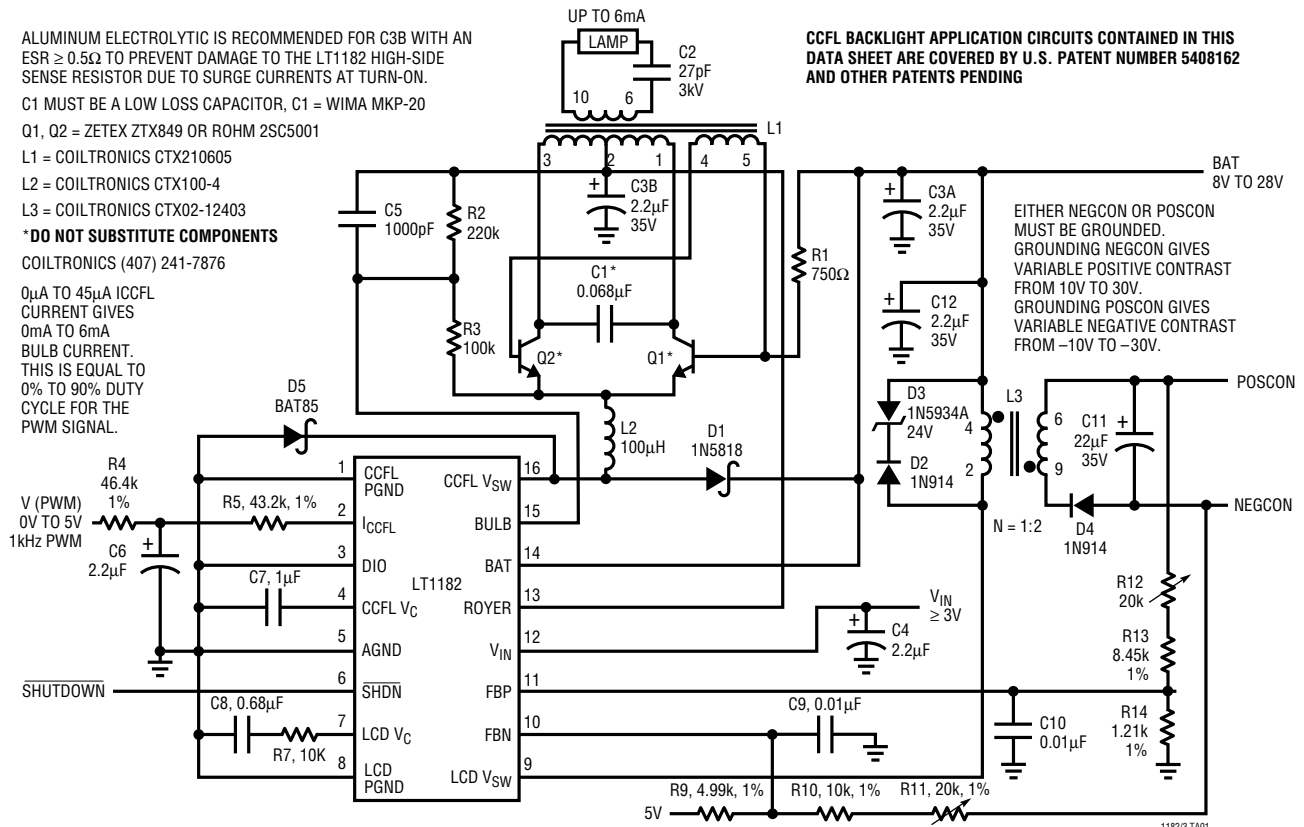 ALUMINUM ELECTROLYTIC IS RECOMMENDED FOR C3B WITH AN
ESR ≥ 0.5Ω TO PREVENT DAMAGE TO THE LT1182 HIGH-SIDE
SENSE RESISTOR DUE TO SURGE CURRENTS AT TURN-ON.
C1 MUST BE A LOW LOSS CAPACITOR, C1 = WIMA MKP-20
Q1, Q2 = ZETEX ZTX849 OR ROHM 2SC5001
L1 = COILTRONICS CTX210605
L2 = COILTRONICS CTX100-4
L3 = COILTRONICS CTX02-12403
*DO NOT SUBSTITUTE COMPONENTS
COILTRONICS (407) 241-7876
0µA TO 45µA ICCFL
CURRENT GIVES
0mA TO 6mA
BULB CURRENT.
THIS IS EQUAL TO
0% TO 90% DUTY
CYCLE FOR THE
PWM SIGNAL.
UP TO 6mA
LAMP
C2
27pF
3kV
10
6
L1
3
2
1
4
5
CCFL BACKLIGHT APPLICATION CIRCUITS CONTAINED IN THIS
DATA SHEET ARE COVERED BY U.S. PATENT NUMBER 5408162
AND OTHER PATENTS PENDING
BAT
8V TO 28V
C5
1000pF
R2
220k
+
C3B
2.2µF
35V
R1
750Ω
+
C3A
2.2µF
35V
EITHER NEGCON OR POSCON
MUST BE GROUNDED.
GROUNDING NEGCON GIVES
VARIABLE POSITIVE CONTRAST
FROM 10V TO 30V.
GROUNDING POSCON GIVES
VARIABLE NEGATIVE CONTRAST
FROM –10V TO –30V.
C1*
0.068µF
R3
100k
Q2*
Q1*
+
C12
2.2µF
35V
D5
BAT85
L2
100µH
D1
1N5818
D3
1N5934A
24V
D2
1N914
L3
4
2
6
9
N = 1:2
+
C11
22µF
35V
D4
1N914
POSCON
NEGCON
V (PWM)
0V TO 5V
1kHz PWM
R4
46.4k
1%
R5, 43.2k, 1%
+
C6
2.2µF
C7, 1µF
SHUTDOWN
C8, 0.68µF
R7, 10K
LT1182
1
CCFL
PGND
2
ICCFL
3
DIO
4
CCFL VC
5
AGND
6
SHDN
7
LCD VC
8
LCD
PGND
16
CCFL VSW
15
BULB
14
BAT
13
ROYER
12
VIN
11
FBP
10
FBN
9
LCD VSW
VIN
≥ 3V
+
C4
2.2µF
C9, 0.01µF
C10
0.01µF
R12
20k
R13
8.45k
1%
R14
1.21k
1%
5V
R9, 4.99k, 1%
R10, 10k, 1%
R11, 20k, 1%
1182/3 TA01